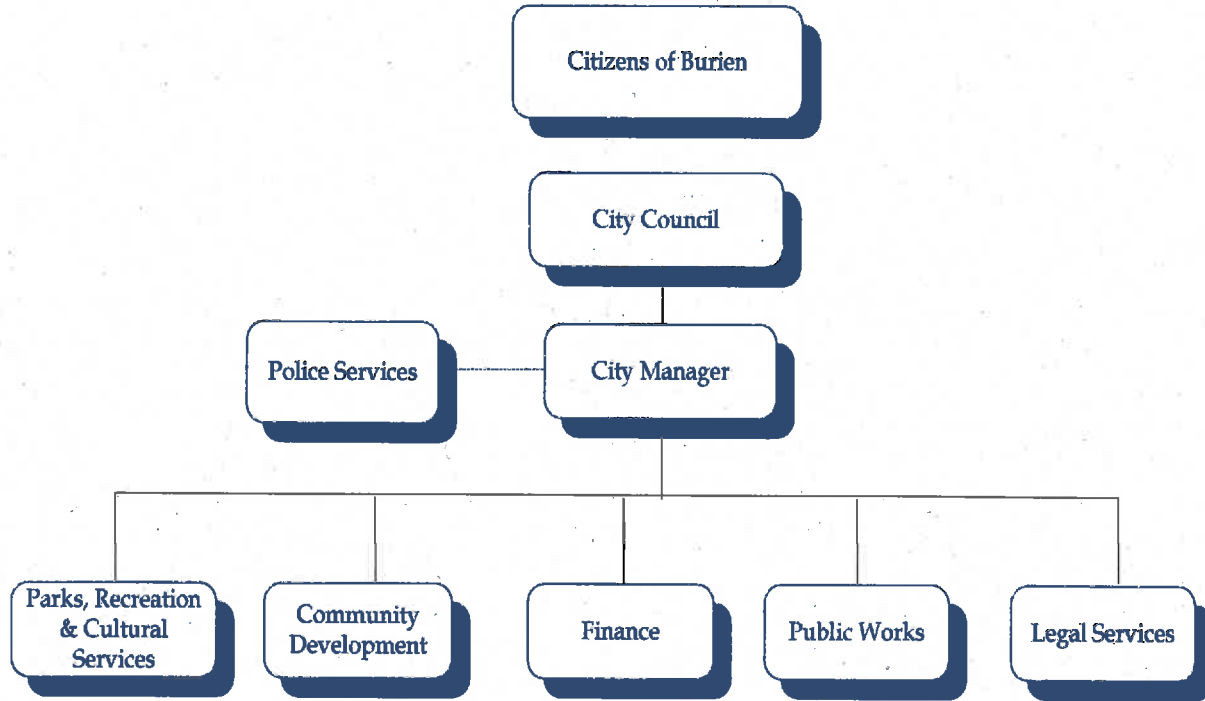 Citizens of Burien
City Council
Police Services
City Manager
Parks, Recreation
& Cultural
Services
Community
Development
Finance
Public Works
Legal Services